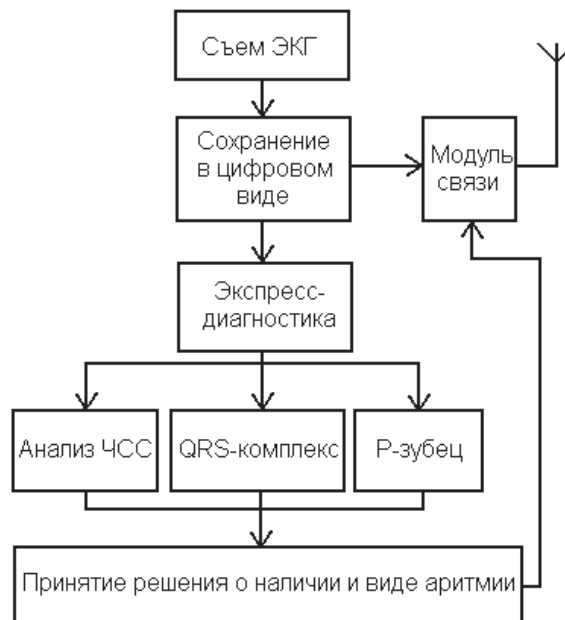 Съем ЭКГ
Сохранение
в цифровом
виде
Модуль
связи
Экспресс-
диагностика
Анализ ЧСС
QRS-комплекс
Р-зубец
Принятие решения о наличии и виде аритмии